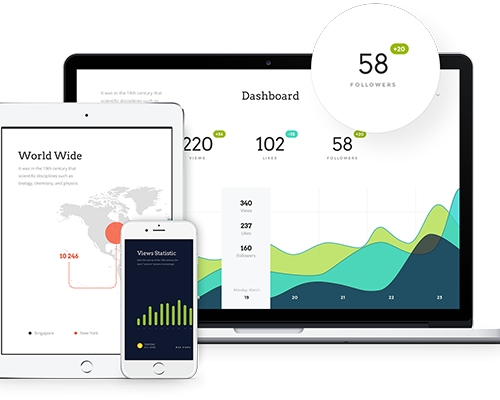 58
+20
FOLLOWERS
It was in the 19th century that
scientific disciplines such as
Dashboard
220
+34
VIEWS
102
-15
LIKES
58
+20
FOLLOWERS
340
Views
237
Likes
160
Followers
Monday, March
19
20
21
22
23
World Wide
It was in the 19th century that
scientific disciplines such as
biology, chemistry, and physics
10 246
Singapore
New York
Views Statistic